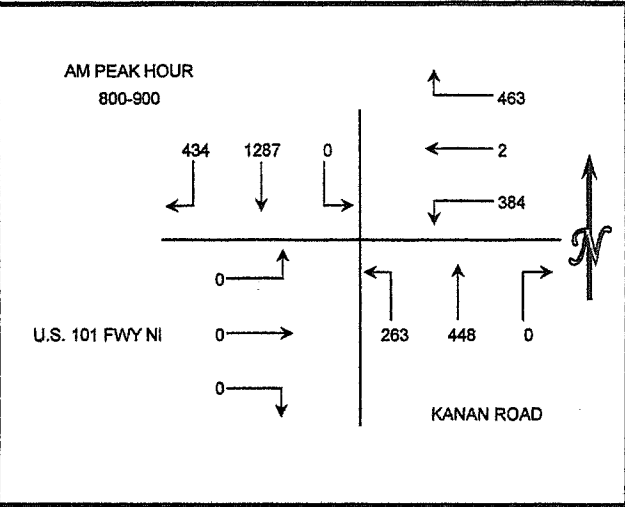 AM PEAK HOUR
800-900
463
434 1287 0 2
384
N
0
U.S. 101 FWY NI 0 263 448 0
0
KANAN ROAD